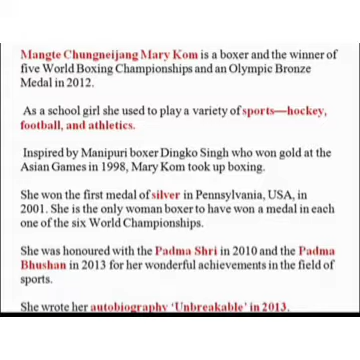 Mangte Chungneijang Mary Kom is a boxer and the winner of
five World Boxing Championships and an Olympic Bronze
Medal in 2012.
As a school girl she used to play a variety of sports—hockey,
football, and athletics.
Inspired by Manipuri boxer Dingko Singh who won gold at the
Asian Games in 1998, Mary Kom took up boxing.
She won the first medal of silver in Pennsylvania, USA, in
2001. She is the only woman boxer to have won a medal in each
one of the six World Championships.
She was honoured with the Padma Shri in 2010 and the Padma
Bhushan in 2013 for her wonderful achievements in the field of
sports.
She wrote her autobiography ‘Unbreakable’ in 2013.